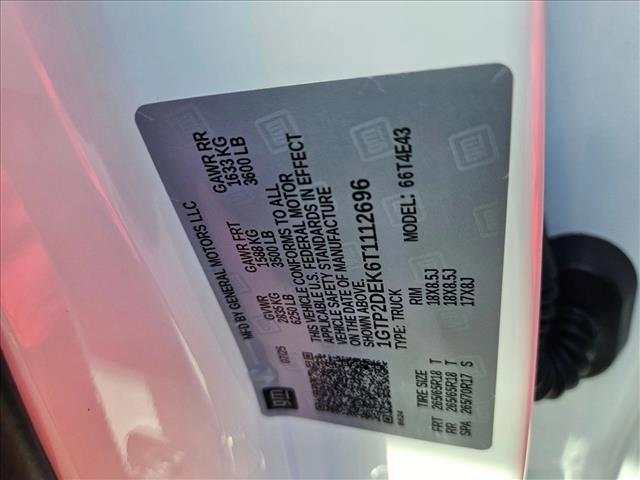 gm
MFD BY GENERAL MOTORS LLC
07/25
GVWR
2835 KG
6250 LB
GAWR FRT
1588 KG
3500 LB
GAWR RR
1633 KG
3600 LB
THIS VEHICLE CONFORMS TO ALL
APPLICABLE U.S. FEDERAL MOTOR
VEHICLE SAFETY STANDARDS IN EFFECT
ON THE DATE OF MANUFACTURE
SHOWN ABOVE.
1GTP2DEK6T1112696
TYPE: TRUCK
66T4E43
TIRE SIZE RIM
FRT 265/65R18 T 18X8.5J
RR 265/65R18 T 18X8.5J
SPA 265/70R17 S 17X8J